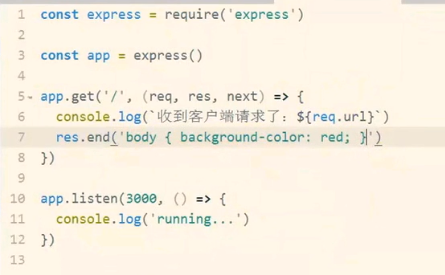 1 const express = require('express')
2
3 const app = express()
4
5 app.get('/', (req, res, next) => {
6 console.log(`收到客户端请求了：${req.url}`)
7 res.end('body { background-color: red; }')
8 })
9
10 app.listen(3000, () => {
11 console.log('running...')
12 })
13